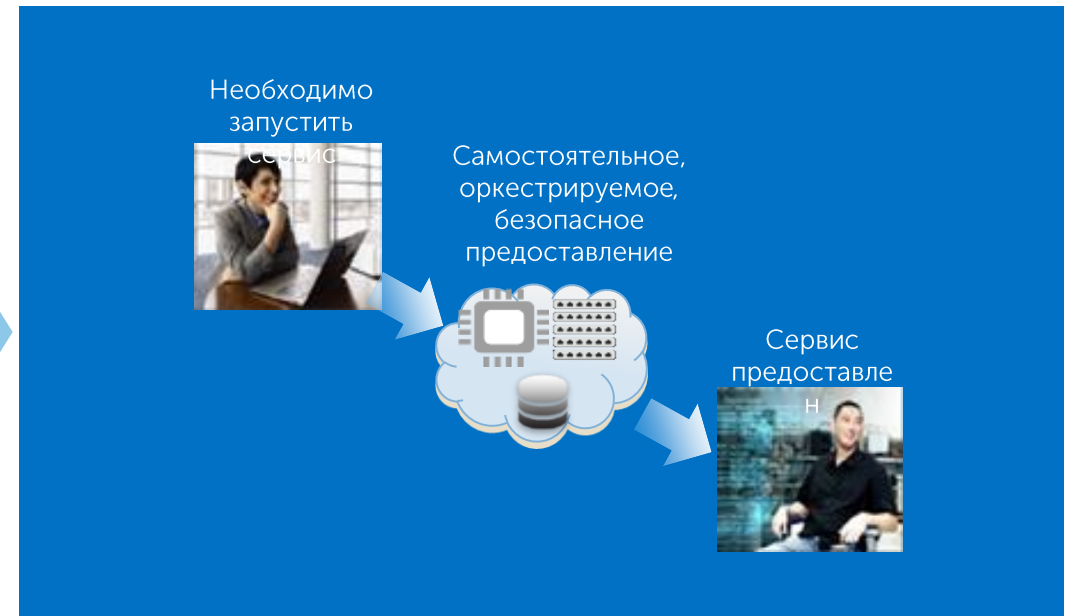 Необходимо
запустить
сервис
Самостоятельное,
оркестрируемое,
безопасное
предоставление
Сервис
предоставле
н